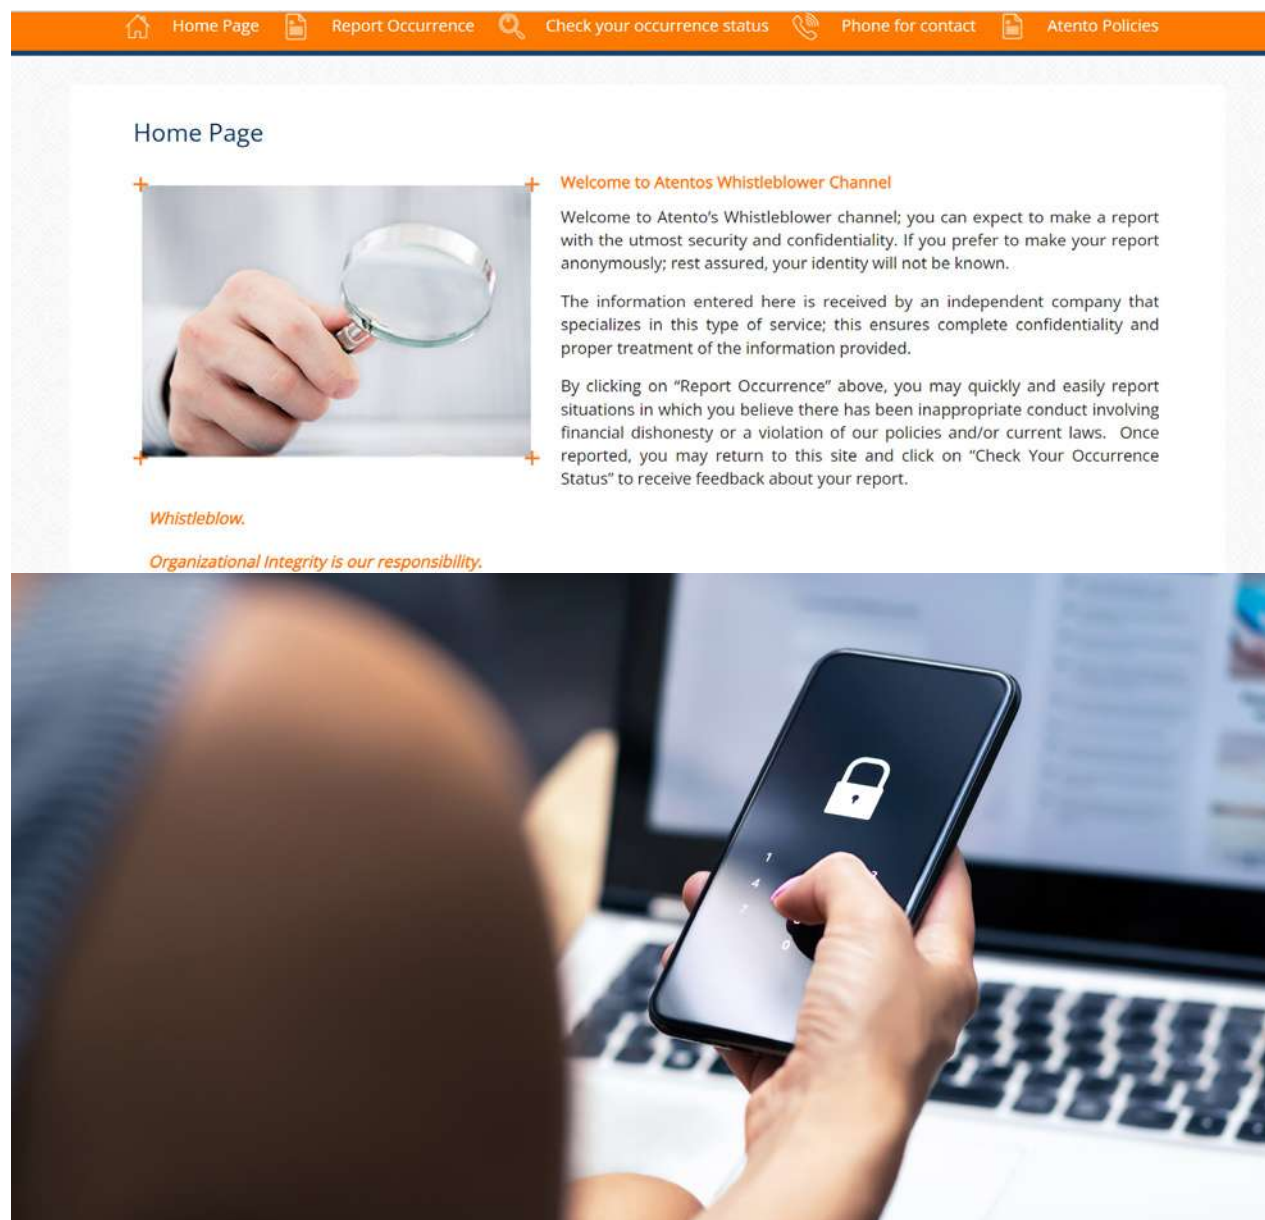 Home Page Report Occurrence Check your occurrence status Phone for contact Atento Policies
Home Page
Welcome to Atentos Whistleblower Channel
Welcome to Atento’s Whistleblower channel; you can expect to make a report
with the utmost security and confidentiality. If you prefer to make your report
anonymously; rest assured, your identity will not be known.
The information entered here is received by an independent company that
specializes in this type of service; this ensures complete confidentiality and
proper treatment of the information provided.
By clicking on “Report Occurrence” above, you may quickly and easily report
situations in which you believe there has been inappropriate conduct involving
financial dishonesty or a violation of our policies and/or current laws. Once
reported, you may return to this site and click on “Check Your Occurrence
Status” to receive feedback about your report.
Whistleblow.
Organizational Integrity is our responsibility.
1
4
7
0